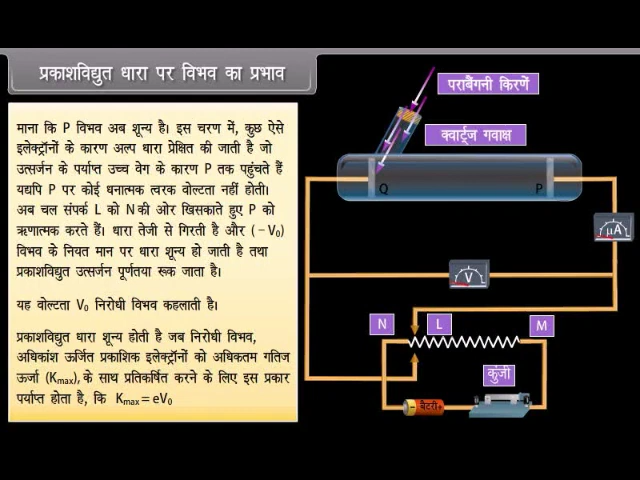 प्रकाशविद्युत धारा पर विभव का प्रभाव
माना कि P विभव अब शून्य है। इस चरण में, कुछ ऐसे
इलेक्ट्रॉनों के कारण अल्प धारा प्रेक्षित की जाती है जो
उत्सर्जन के पर्याप्त उच्च वेग के कारण P तक पहुंचते हैं
यद्यपि P पर कोई धनात्मक त्वरक वोल्टता नहीं होती।
अब चल संपर्क L को N की ओर खिसकाते हुए P को
ऋणात्मक करते हैं। धारा तेजी से गिरती है और (－V₀)
विभव के नियत मान पर धारा शून्य हो जाती है तथा
प्रकाशविद्युत उत्सर्जन पूर्णतया रूक जाता है।
यह वोल्टता V₀ निरोधी विभव कहलाती है।
प्रकाशविद्युत धारा शून्य होती है जब निरोधी विभव,
अधिकांश ऊर्जित प्रकाशिक इलेक्ट्रॉनों को अधिकतम गतिज
ऊर्जा (Kmax), के साथ प्रतिकर्षित करने के लिए इस प्रकार
पर्याप्त होता है, कि Kmax = eV₀
पराबैंगनी किरणें
क्वार्ट्ज गवाक्ष
Q
P
µA
V
N
L
M
कुंजी
- बैटरी +